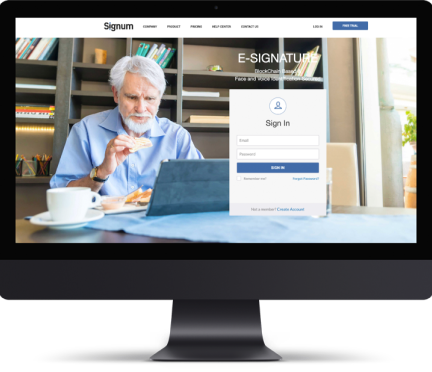 Signum COMPANY PRODUCT PRICING HELP CENTER CONTACT US LOG IN FREE TRIAL
E-SIGNATURE
BlockChain Based
Face and Voice
Sign In
Email
Password
SIGN IN
Remember me? Forgot Password?
Not a member? Create Account